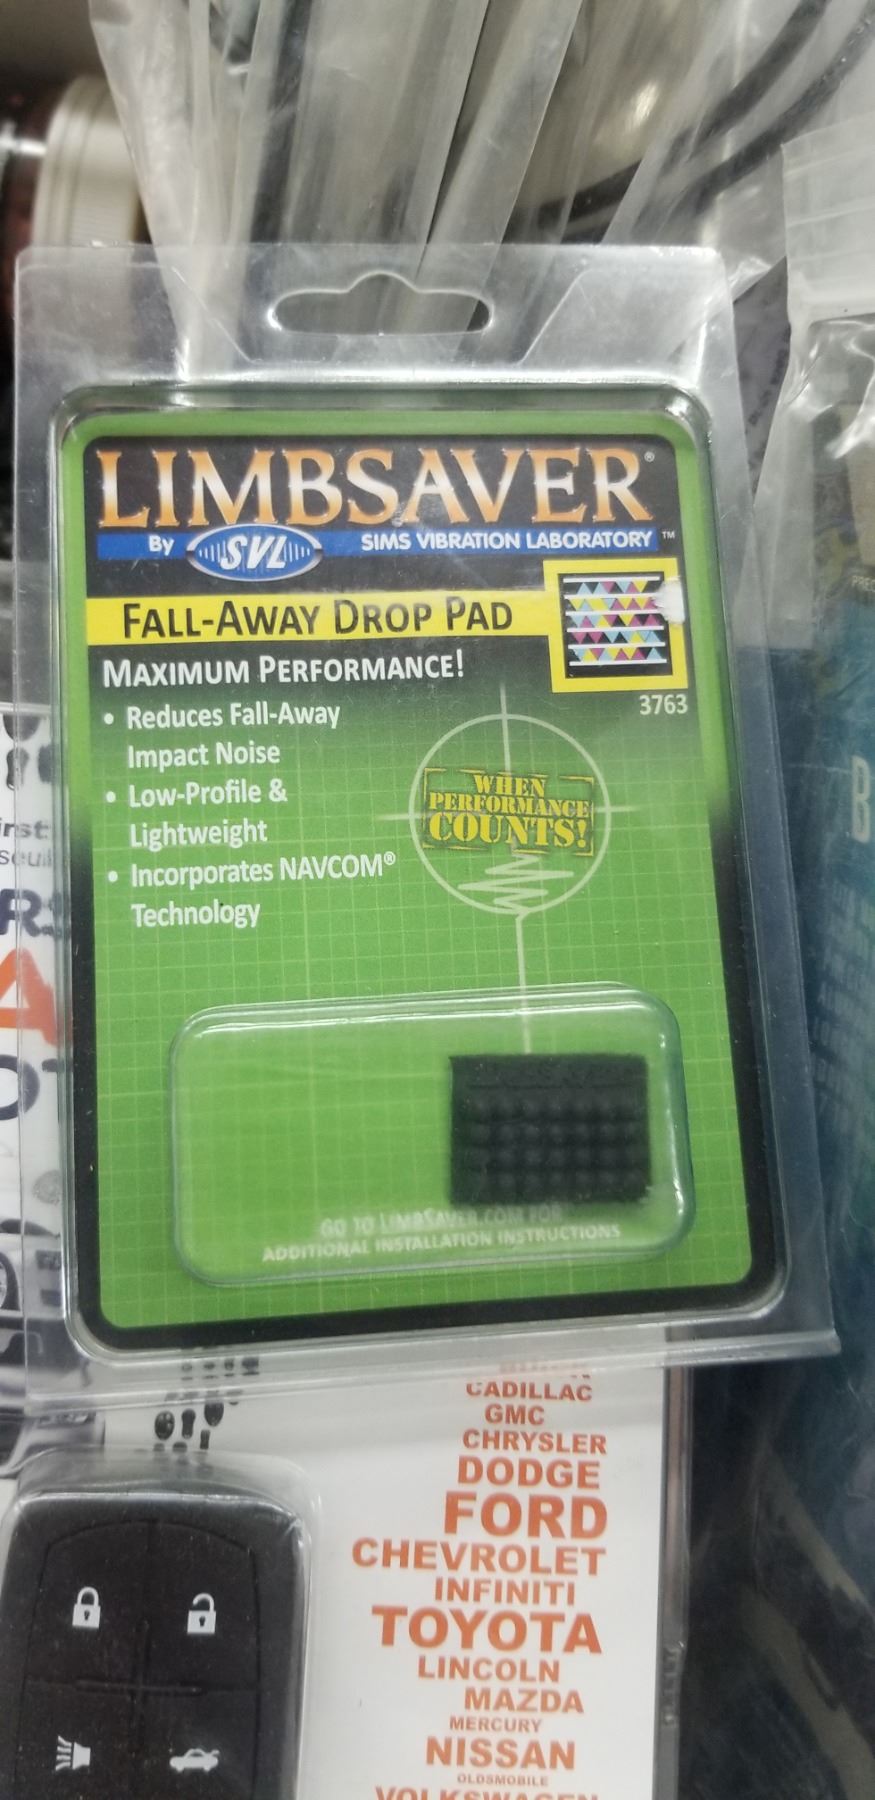 LIMBSAVER®
By SVL SIMS VIBRATION LABORATORY™
FALL-AWAY DROP PAD
MAXIMUM PERFORMANCE!
3763
• Reduces Fall-Away
Impact Noise
• Low-Profile &
Lightweight
• Incorporates NAVCOM®
Technology
WHEN
PERFORMANCE
COUNTS!
GO TO LIMBSAVER.COM FOR
ADDITIONAL INSTALLATION INSTRUCTIONS
CADILLAC
GMC
CHRYSLER
DODGE
FORD
CHEVROLET
INFINITI
TOYOTA
LINCOLN
MAZDA
MERCURY
NISSAN
OLDSMOBILE
VOLKSWAGEN